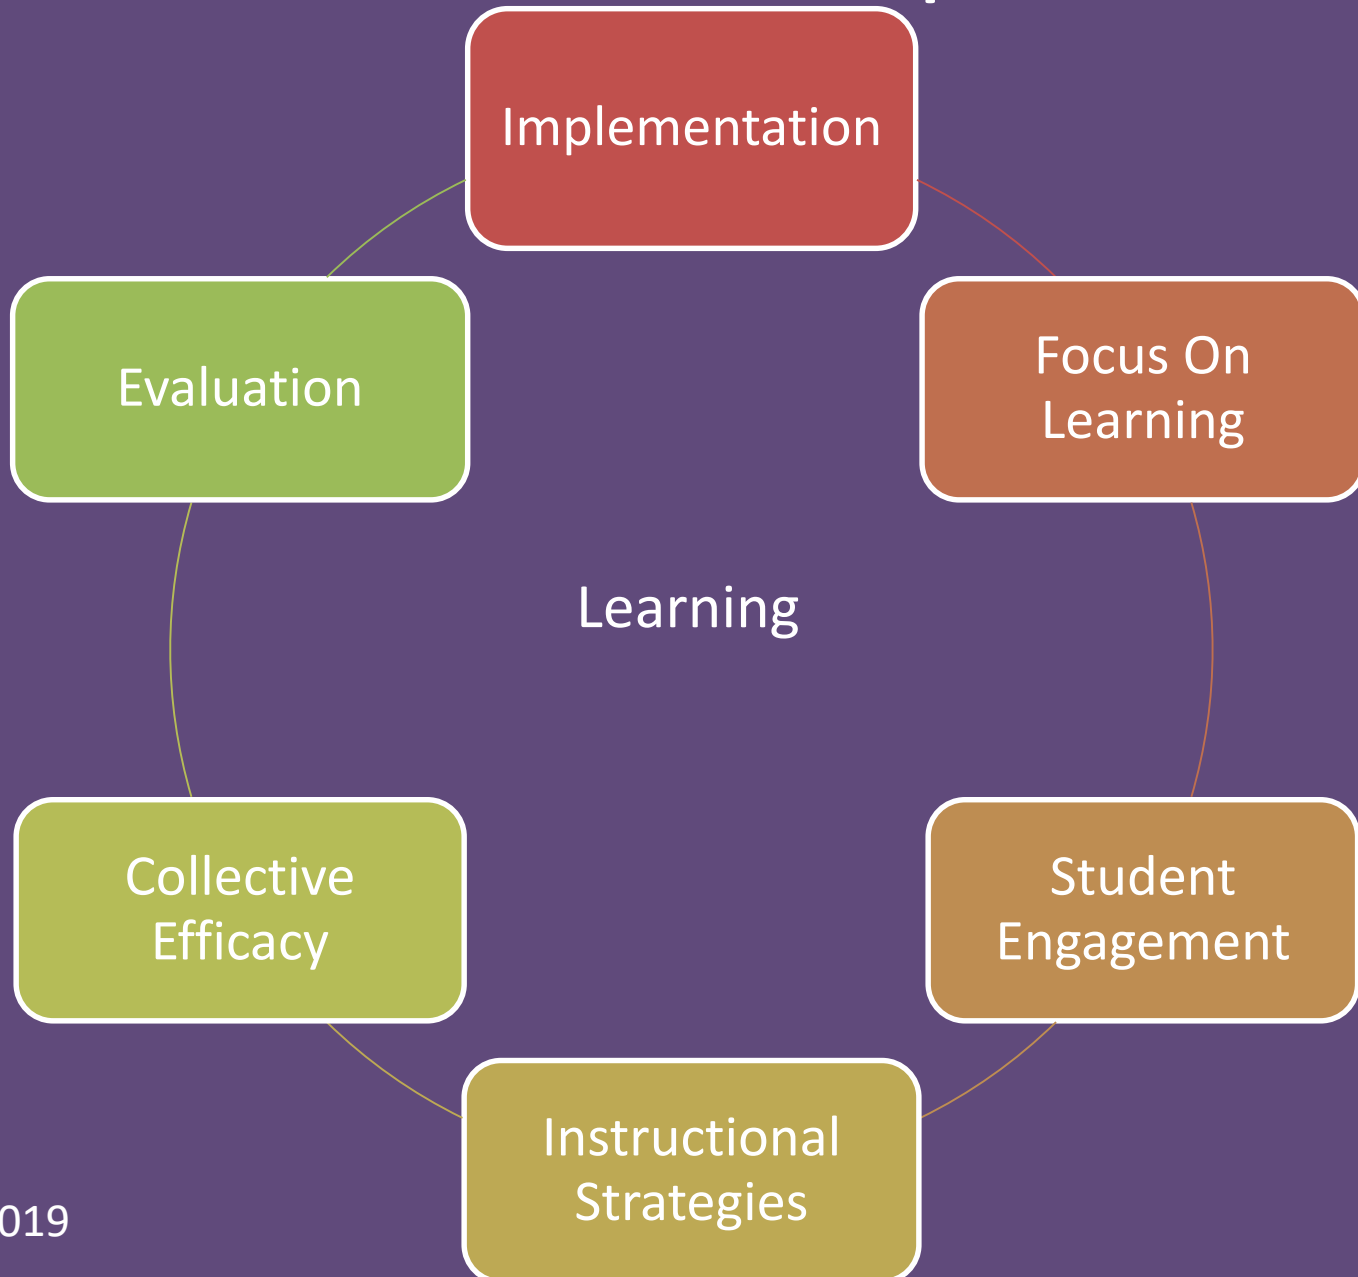 Implementation
Focus On
Learning
Evaluation
Learning
Student
Engagement
Collective
Efficacy
Instructional
Strategies
019